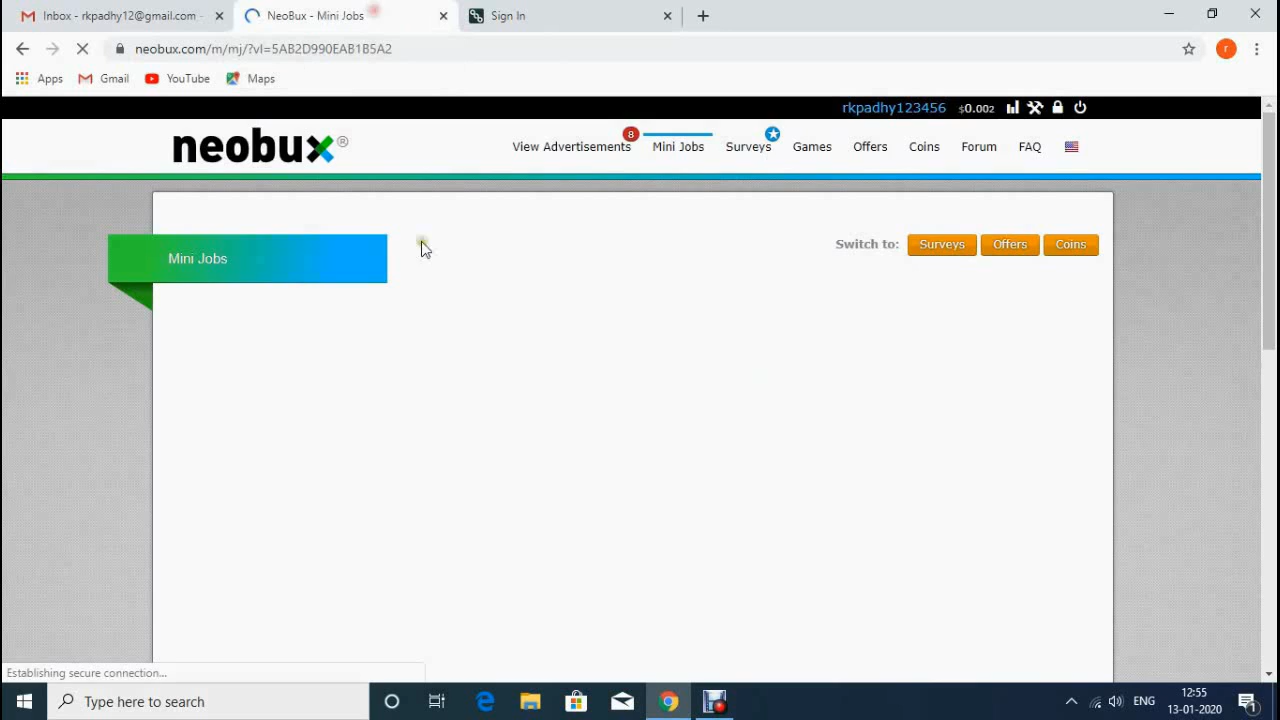 Inbox - rkpadhy12@gmail.com -
NeoBux - Mini Jobs
Sign In
neobux.com/m/mj/?vl=5AB2D990EAB1B5A2
r
Apps
Gmail
YouTube
Maps
rkpadhy123456 $0.002
neobux®
View Advertisements 8
Mini Jobs
Surveys
Games
Offers
Coins
Forum
FAQ
Mini Jobs
Switch to: Surveys Offers Coins
Establishing secure connection...
Type here to search
ENG
12:55
13-01-2020
1